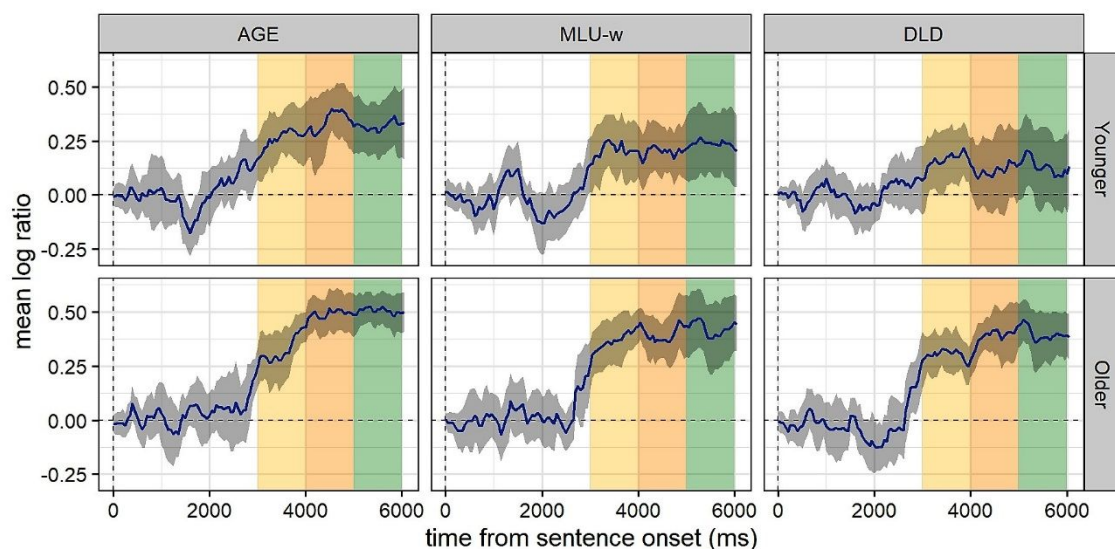 AGE MLU-w DLD
0.50
0.25
0.00
-0.25
Younger
0.50
0.25
0.00
-0.25
Older
mean log ratio
0 2000 4000 6000 0 2000 4000 6000 0 2000 4000 6000
time from sentence onset (ms)